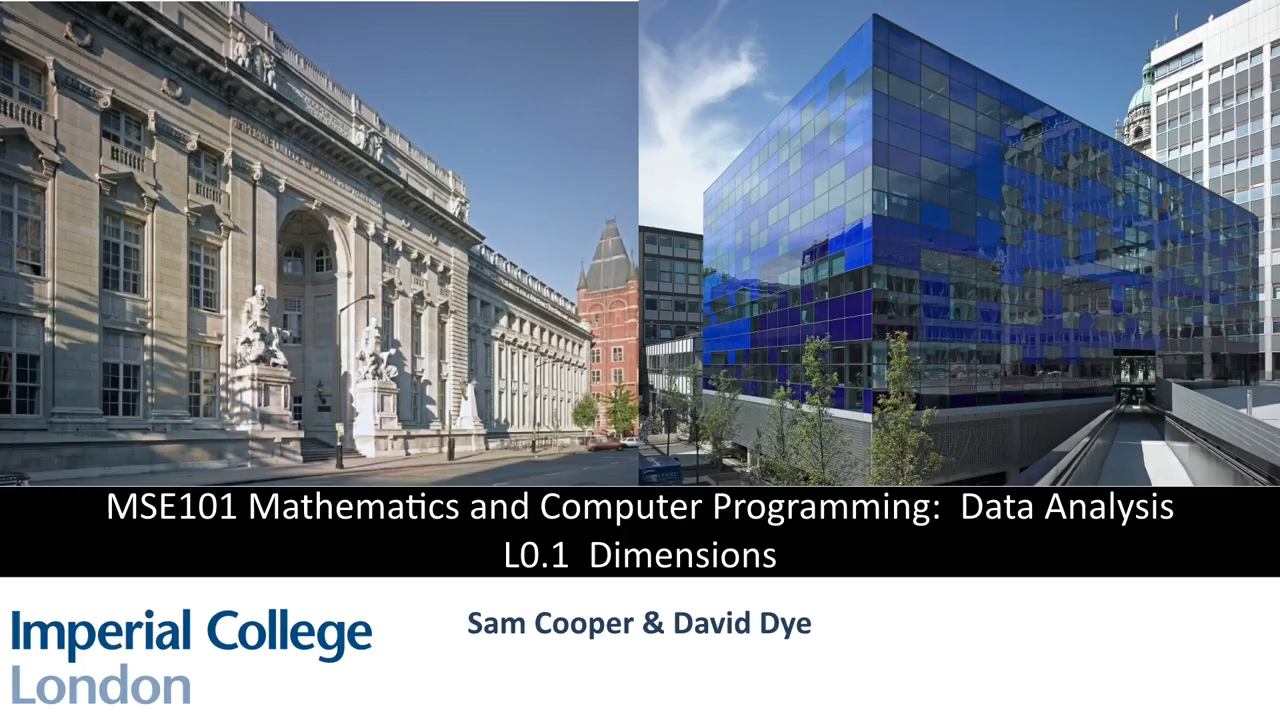 MSE101 Mathematics and Computer Programming:  Data Analysis
L0.1  Dimensions
Imperial College
London
Sam Cooper & David Dye